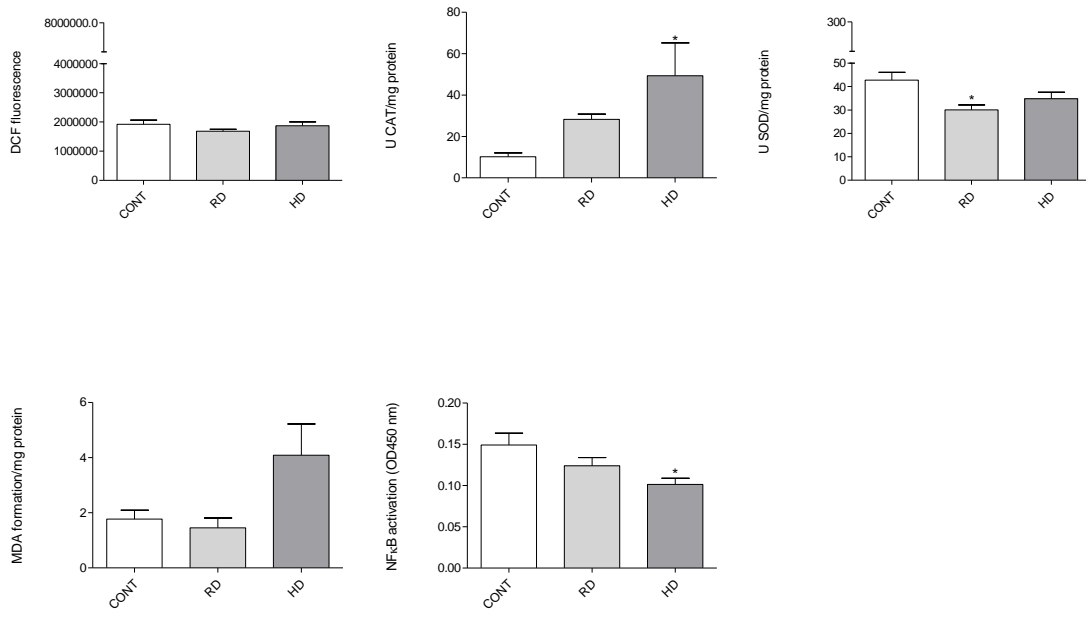 DCF fluorescence
8000000.0
4000000
3000000
2000000
1000000
0
CONT
RD
HD
U CAT/mg protein
80
60
40
20
0
*
CONT
RD
HD
U SOD/mg protein
300
50
40
30
20
10
0
*
CONT
RD
HD
MDA formation/mg protein
6
4
2
0
CONT
RD
HD
NFκB activation (OD450 nm)
0.20
0.15
0.10
0.05
0.00
*
CONT
RD
HD